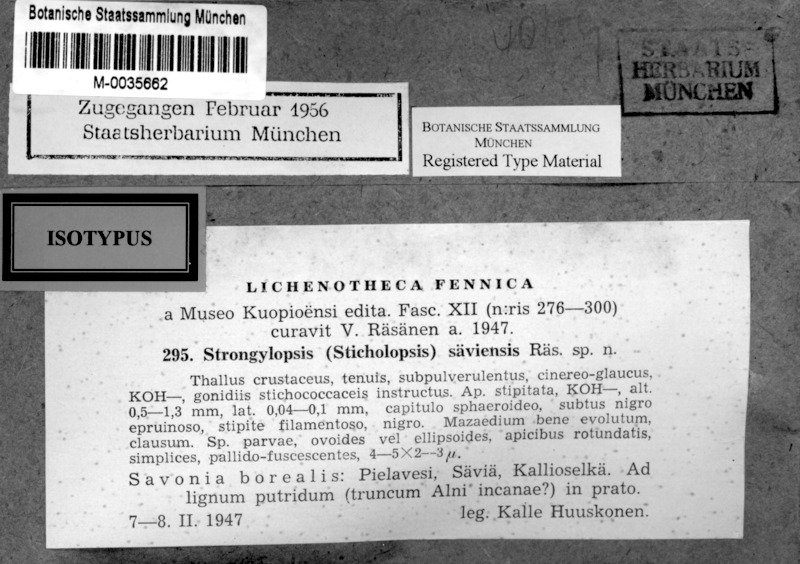 Botanische Staatssammlung München
M-0035662
Zugegangen Februar 1956
Staatsherbarium München
BOTANISCHE STAATSSAMMLUNG
MÜNCHEN
Registered Type Material
STAATS-
HERBARIUM
MÜNCHEN
ISOTYPUS
LICHENOTHECA FENNICA
a Museo Kuopioënsi edita. Fasc. XII (n:ris 276—300)
curavit V. Räsänen a. 1947.
295. Strongylopsis (Sticholopsis) säviensis Räs. sp. n.
Thallus crustaceus, tenuis, subpulverulentus, cinereo-glaucus,
KOH—, gonidiis stichococcaceis instructus. Ap. stipitata, KOH—, alt.
0,5—1,3 mm, lat. 0,04—0,1 mm, capitulo sphaeroideo, subtus nigro
epruinoso, stipite filamentoso, nigro. Mazaedium bene evolutum,
clausum. Sp. parvae, ovoides vel ellipsoides, apicibus rotundatis,
simplices, pallido-fuscescentes, 4—5×2—3 μ.
Savonia borealis: Pielavesi, Säviä, Kallioselkä. Ad
lignum putridum (truncum Alni incanae?) in prato.
7—8. II. 1947 leg. Kalle Huuskonen.